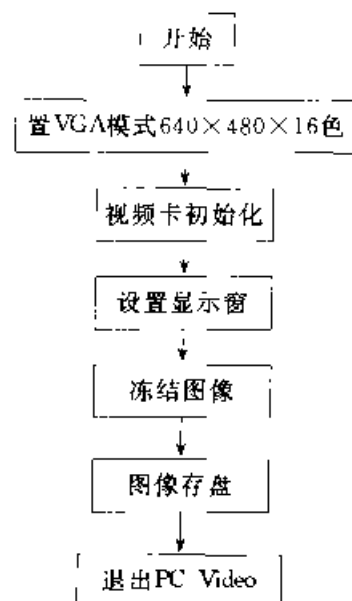 开始
置VGA模式640×480×16色
视频卡初始化
设置显示窗
冻结图像
图像存盘
退出PC Video